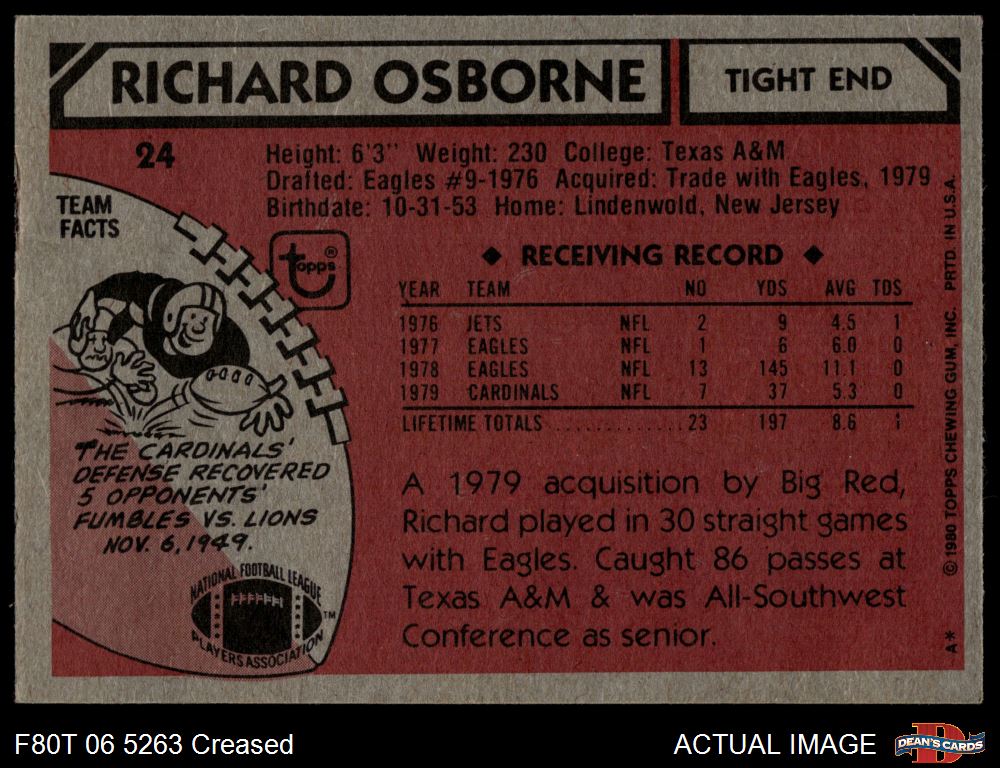 RICHARD OSBORNE
TIGHT END
24
Height: 6'3" Weight: 230 College: Texas A&M
Drafted: Eagles #9-1976 Acquired: Trade with Eagles, 1979
Birthdate: 10-31-53 Home: Lindenwold, New Jersey
TEAM
FACTS
topps®
◆ RECEIVING RECORD ◆
YEAR TEAM NO YDS AVG TDS
1976 JETS NFL 2 9 4.5 1
1977 EAGLES NFL 1 6 6.0 0
1978 EAGLES NFL 13 145 11.1 0
1979 CARDINALS NFL 7 37 5.3 0
LIFETIME TOTALS ............. 23 197 8.6 1
THE CARDINALS'
DEFENSE RECOVERED
5 OPPONENTS'
FUMBLES VS. LIONS
NOV. 6, 1949.
A 1979 acquisition by Big Red,
Richard played in 30 straight games
with Eagles. Caught 86 passes at
Texas A&M & was All-Southwest
Conference as senior.
NATIONAL FOOTBALL LEAGUE
PLAYERS ASSOCIATION
TM
A* ©1980 TOPPS CHEWING GUM, INC. PRTD. IN U.S.A.
F80T 06 5263 Creased
ACTUAL IMAGE
D
DEAN'S CARDS